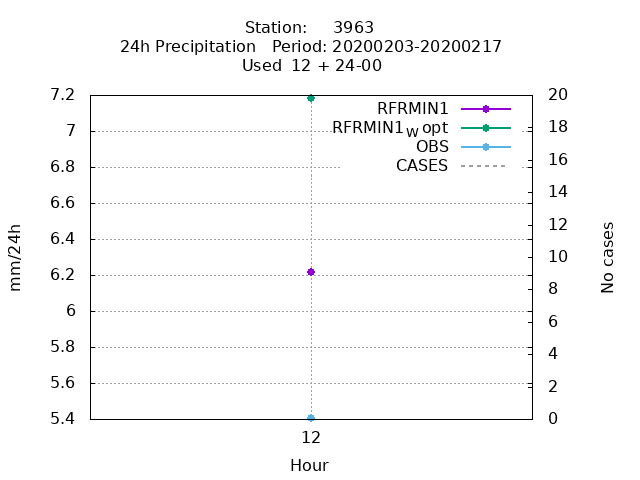 Station: 3963
24h Precipitation Period: 20200203-20200217
Used 12 + 24-00
7.2
7
6.8
6.6
6.4
6.2
6
5.8
5.6
5.4
mm/24h
RFRMIN1
RFRMIN1wopt
OBS
CASES
20
18
16
14
12
10
8
6
4
2
0
No cases
12
Hour